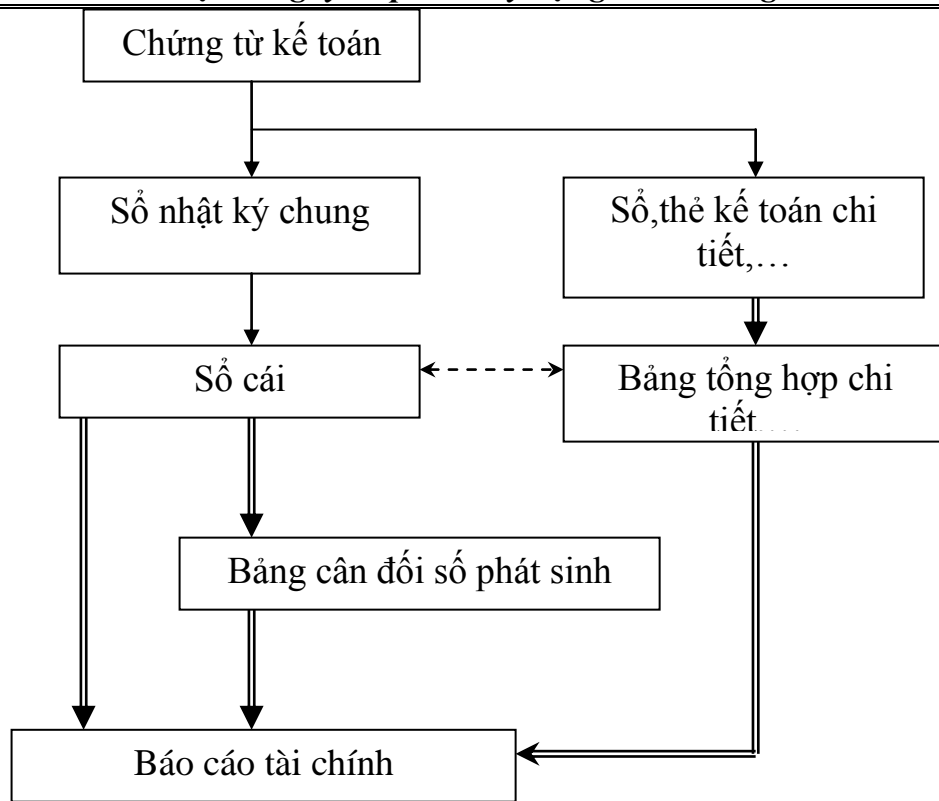 Chứng từ kế toán
Sổ nhật ký chung
Sổ,thẻ kế toán chi
tiết,…
Sổ cái
Bảng tổng hợp chi
tiết,…
Bảng cân đối số phát sinh
Báo cáo tài chính